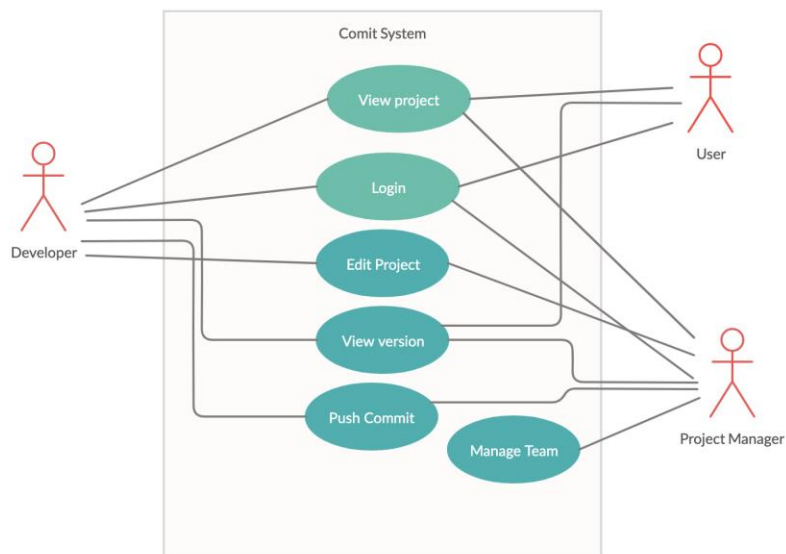 Comit System
View project
User
Login
Developer
Edit Project
View version
Push Commit
Project Manager
Manage Team